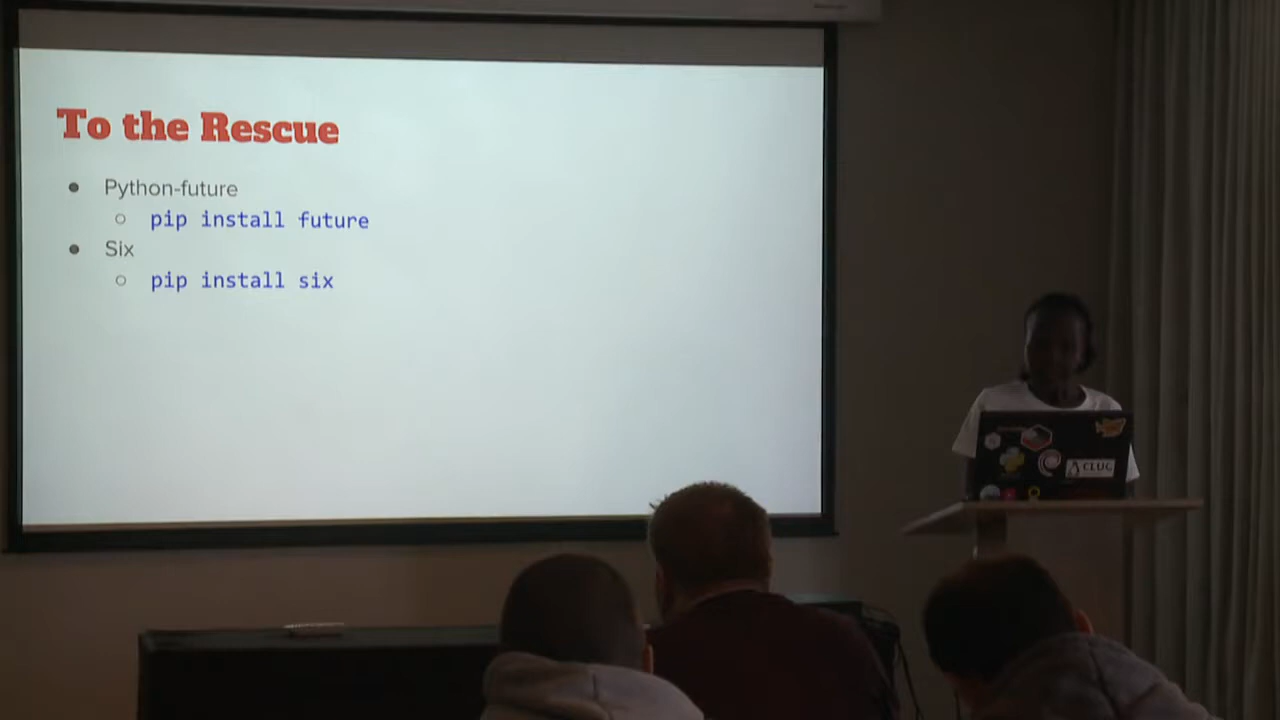 To the Rescue
● Python-future
○ pip install future
● Six
○ pip install six
CLUG